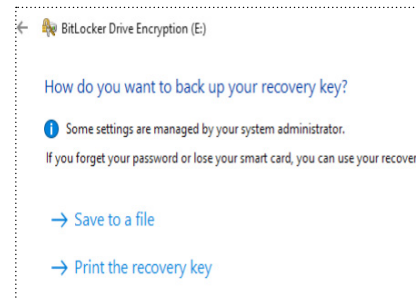 BitLocker Drive Encryption (E:)
How do you want to back up your recovery key?
Some settings are managed by your system administrator.
If you forget your password or lose your smart card, you can use your recover
Save to a file
Print the recovery key